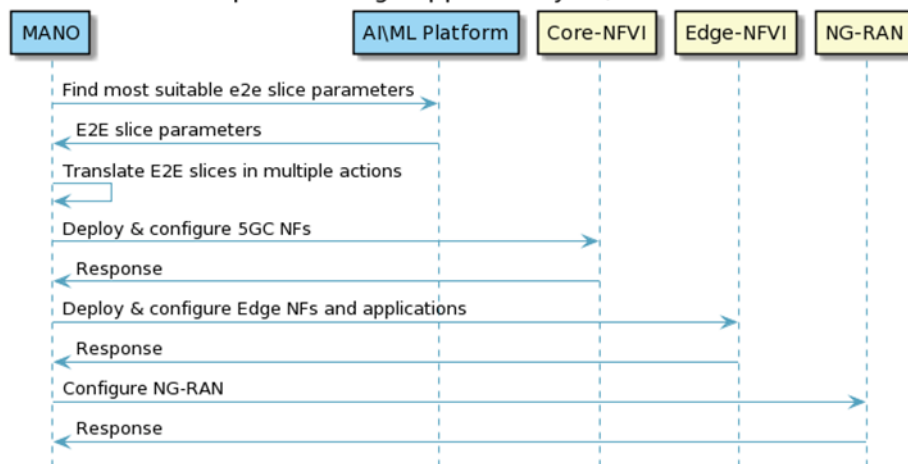 MANO
AI\ML Platform
Core-NFVI
Edge-NFVI
NG-RAN
Find most suitable e2e slice parameters
E2E slice parameters
Translate E2E slices in multiple actions
Deploy & configure 5GC NFs
Response
Deploy & configure Edge NFs and applications
Response
Configure NG-RAN
Response